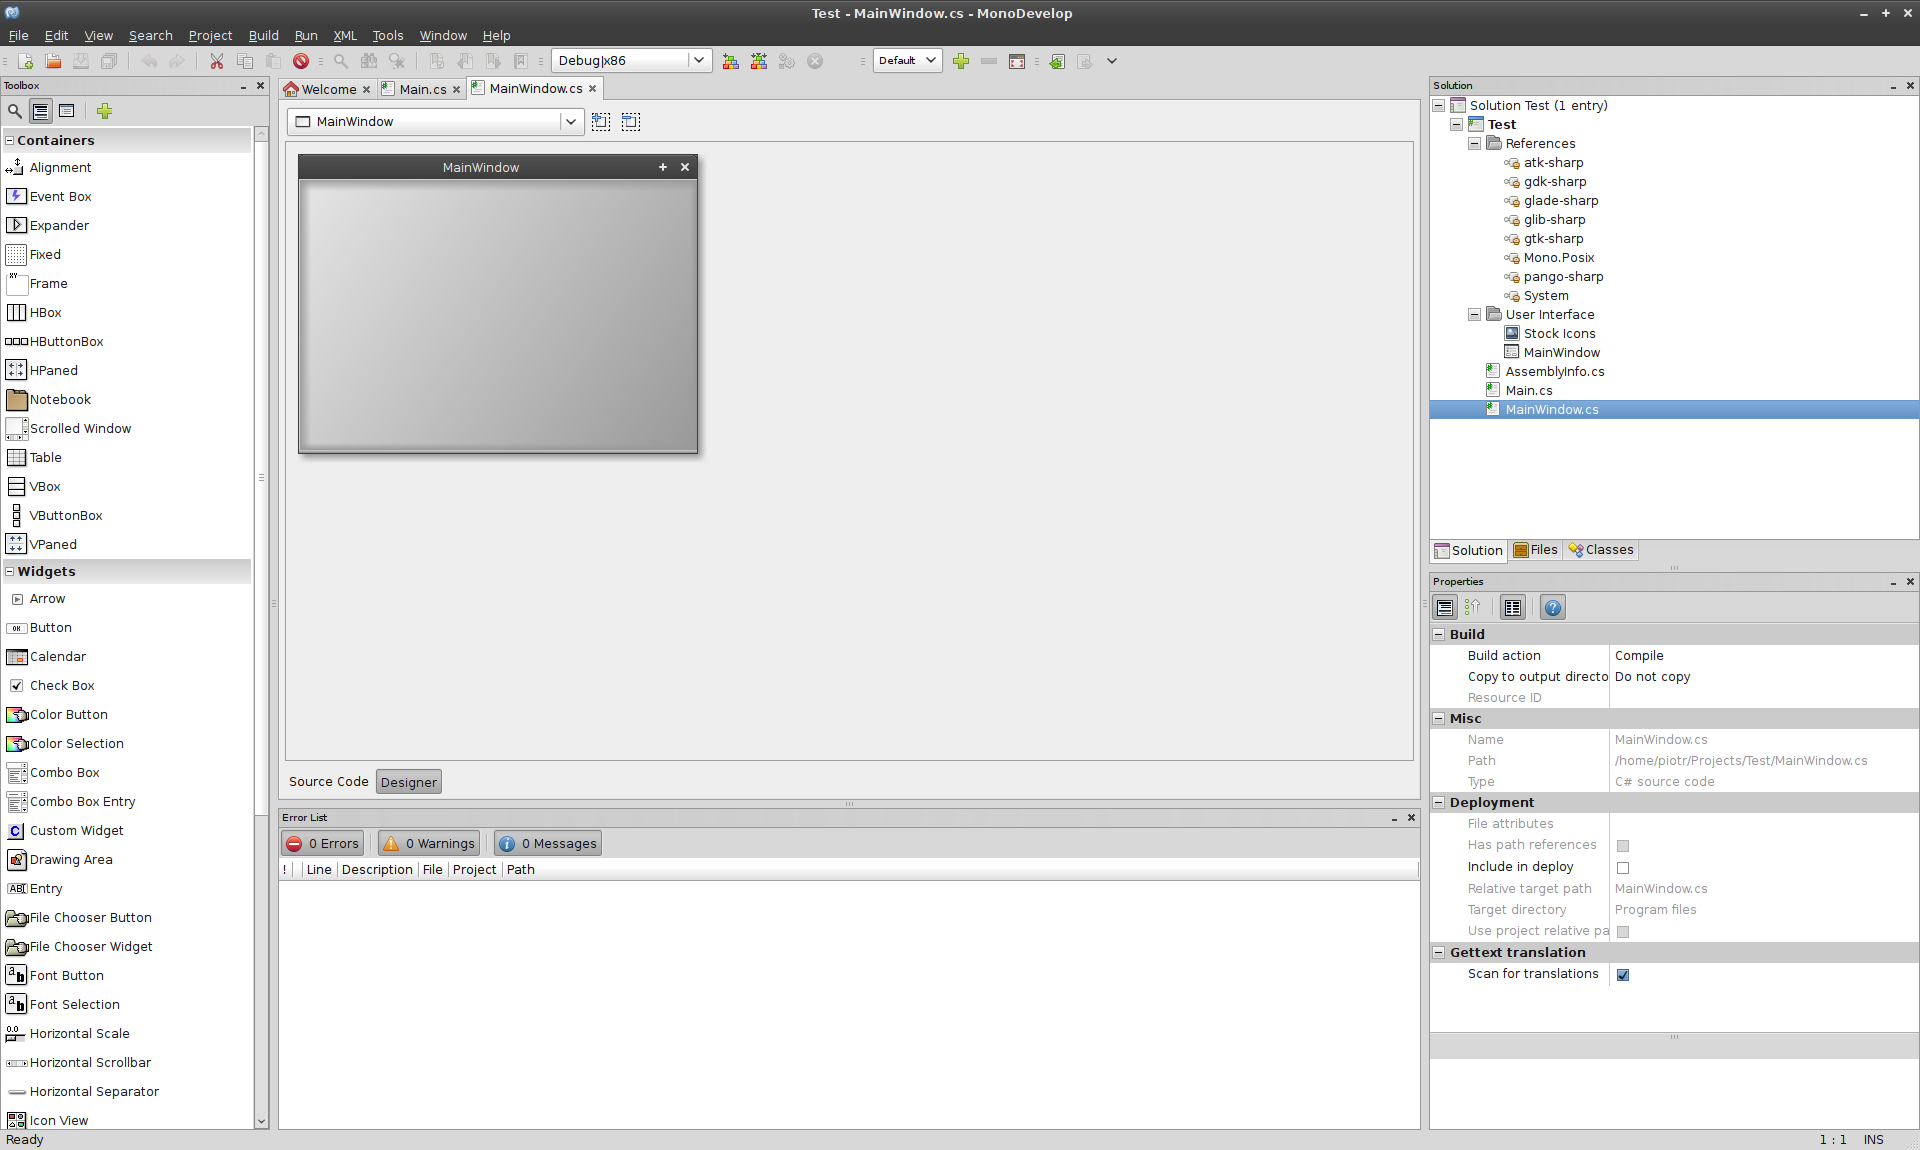 Test - MainWindow.cs - MonoDevelop
File Edit View Search Project Build Run XML Tools Window Help
Debug|x86
Default
Toolbox
Containers
Alignment
Event Box
Expander
Fixed
Frame
HBox
HButtonBox
HPaned
Notebook
Scrolled Window
Table
VBox
VButtonBox
VPaned
Widgets
Arrow
Button
Calendar
Check Box
Color Button
Color Selection
Combo Box
Combo Box Entry
Custom Widget
Drawing Area
Entry
File Chooser Button
File Chooser Widget
Font Button
Font Selection
Horizontal Scale
Horizontal Scrollbar
Horizontal Separator
Icon View
Welcome Main.cs MainWindow.cs
MainWindow
MainWindow
Source Code Designer
Error List
0 Errors 0 Warnings 0 Messages
! Line Description File Project Path
Solution
Solution Test (1 entry)
Test
References
atk-sharp
gdk-sharp
glade-sharp
glib-sharp
gtk-sharp
Mono.Posix
pango-sharp
System
User Interface
Stock Icons
MainWindow
AssemblyInfo.cs
Main.cs
MainWindow.cs
Solution Files Classes
Properties
Build
Build action Compile
Copy to output directo Do not copy
Resource ID
Misc
Name MainWindow.cs
Path /home/piotr/Projects/Test/MainWindow.cs
Type C# source code
Deployment
File attributes
Has path references
Include in deploy
Relative target path MainWindow.cs
Target directory Program files
Use project relative pa
Gettext translation
Scan for translations
Ready
1 : 1 INS